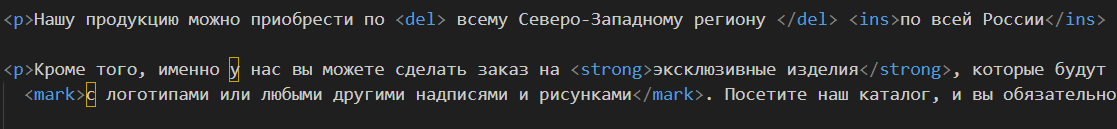 <p>Нашу продукцию можно приобрести по <del> всему Северо-Западному региону </del> <ins>по всей России</ins>
<p>Кроме того, именно у нас вы можете сделать заказ на <strong>эксклюзивные изделия</strong>, которые будут
<mark>с логотипами или любыми другими надписями и рисунками</mark>. Посетите наш каталог, и вы обязательно